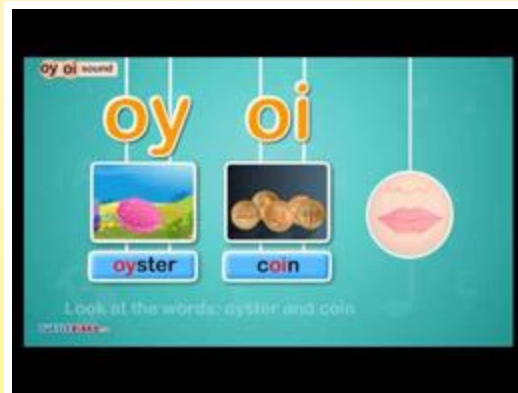 oy oi sound
oy oi
oyster coin
Look at the words: oyster and coin